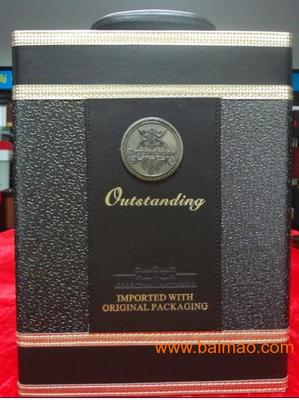 Outstanding
IMPORTED WITH
ORIGINAL PACKAGING
www.baimao.com